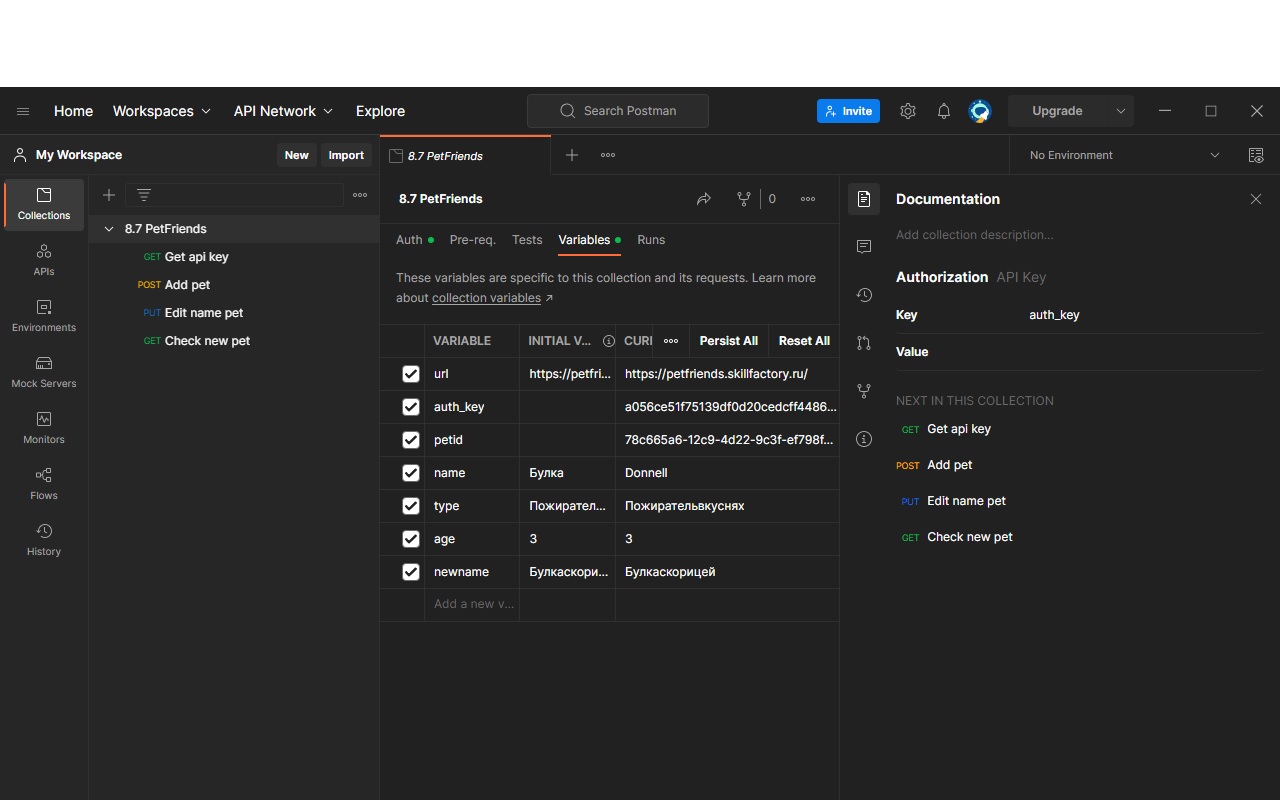 Home Workspaces API Network Explore Search Postman Invite Upgrade
My Workspace New Import 8.7 PetFriends No Environment
Collections
APIs
Environments
Mock Servers
Monitors
Flows
History
8.7 PetFriends
GET Get api key
POST Add pet
PUT Edit name pet
GET Check new pet
8.7 PetFriends 0
Auth Pre-req. Tests Variables Runs
These variables are specific to this collection and its requests. Learn more
about collection variables ↗
VARIABLE INITIAL V... CURI Persist All Reset All
url https://petfri... https://petfriends.skillfactory.ru/
auth_key a056ce51f75139df0d20cedcff4486...
petid 78c665a6-12c9-4d22-9c3f-ef798f...
name Булка Donnell
type Пожирател... Пожирательвкуснях
age 3 3
newname Булкаскори... Булкаскорицей
Add a new v...
Documentation
Add collection description...
Authorization API Key
Key auth_key
Value
NEXT IN THIS COLLECTION
GET Get api key
POST Add pet
PUT Edit name pet
GET Check new pet